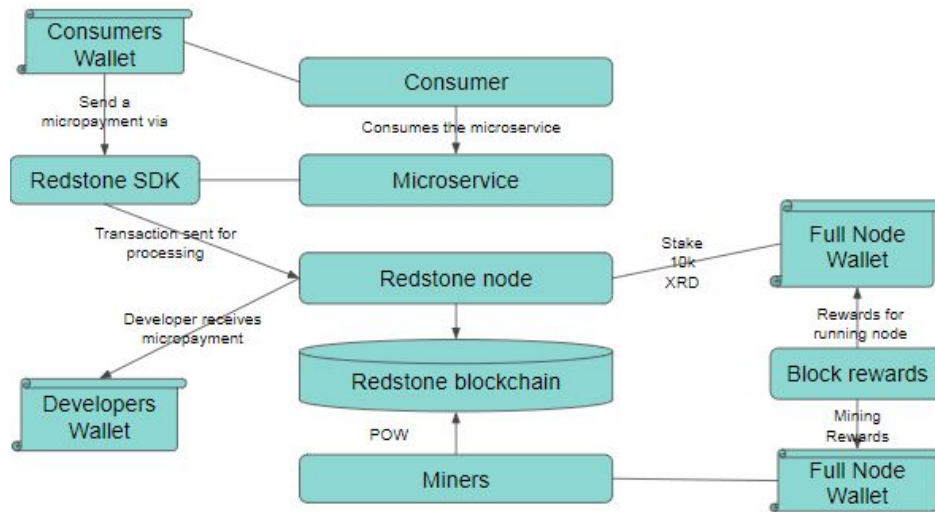 Consumers
Wallet
Consumer
Send a
micropayment via
Consumes the microservice
Redstone SDK
Microservice
Transaction sent for
processing
Stake
10k
XRD
Full Node
Wallet
Redstone node
Developer receives
micropayment
Rewards for
running node
Redstone blockchain
Block rewards
Developers
Wallet
POW
Mining
Rewards
Miners
Full Node
Wallet